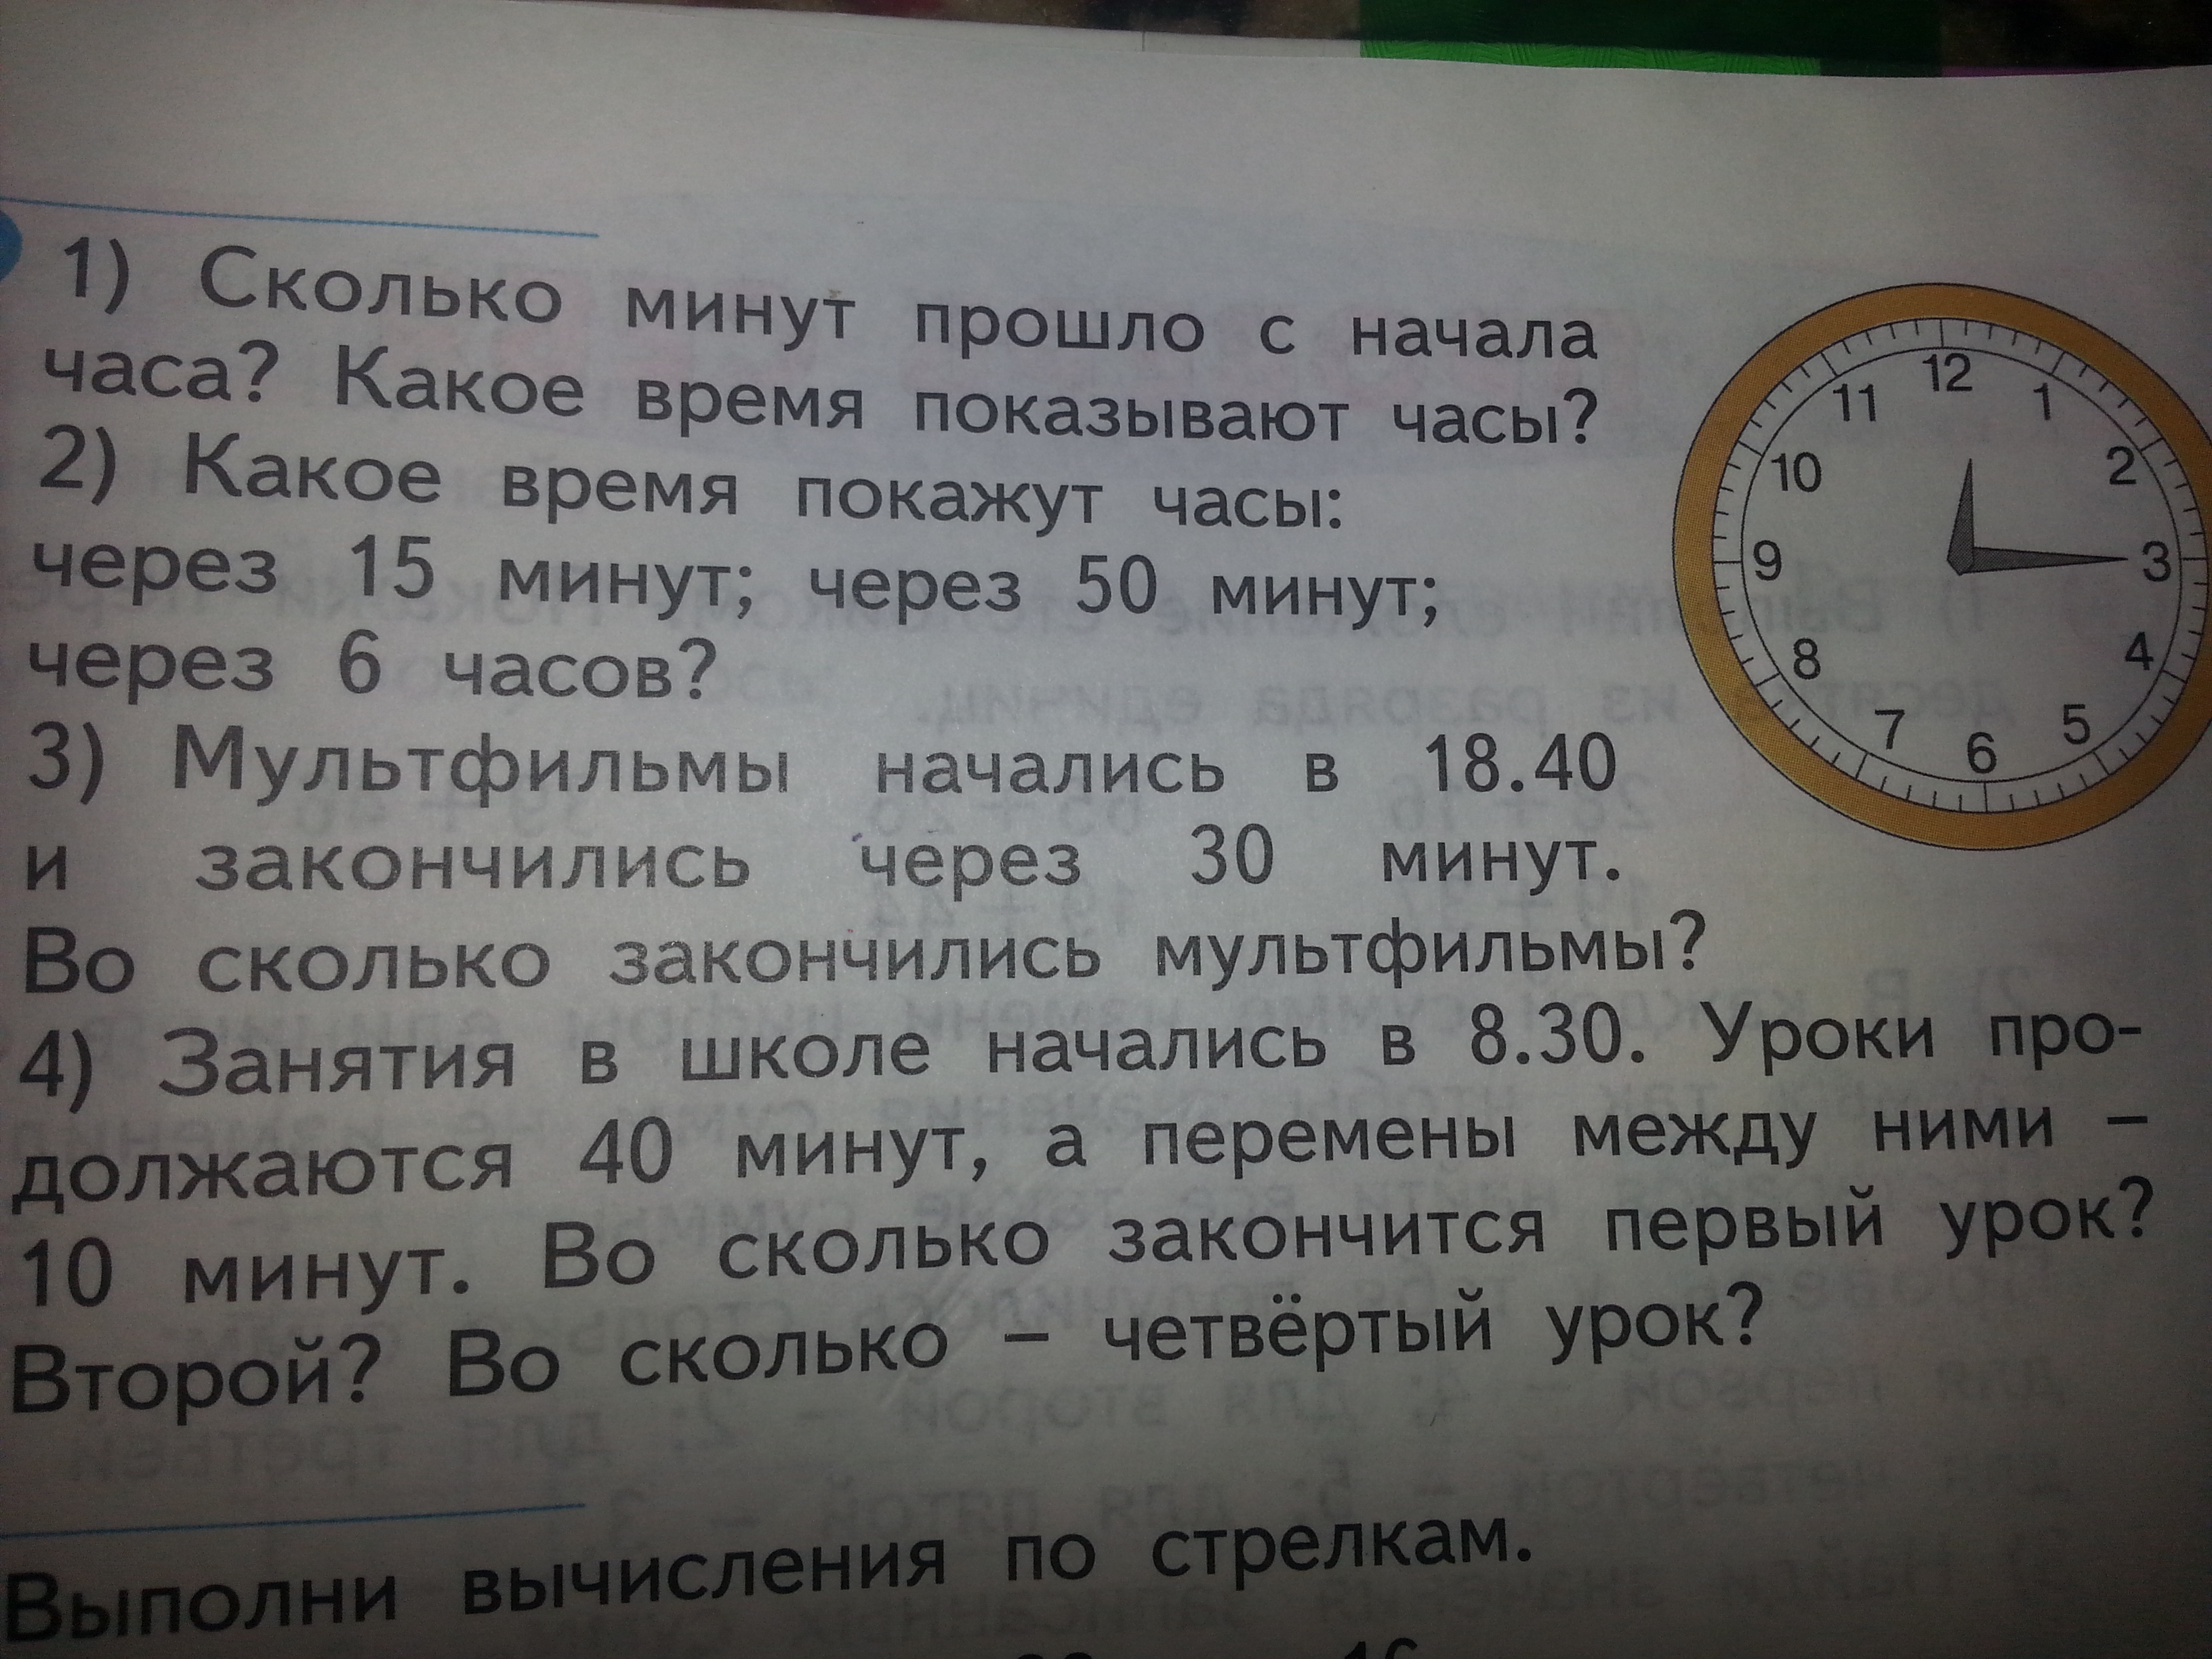 1) Сколько минут прошло с начала
часа? Какое время показывают часы?
2) Какое время покажут часы:
через 15 минут; через 50 минут;
через 6 часов?
3) Мультфильмы начались в 18.40
и закончились через 30 минут.
Во сколько закончились мультфильмы?
4) Занятия в школе начались в 8.30. Уроки про-
должаются 40 минут, а перемены между ними –
10 минут. Во сколько закончится первый урок?
Второй? Во сколько – четвёртый урок?
Выполни вычисления по стрелкам.
12
1
2
3
4
5
6
7
8
9
10
11